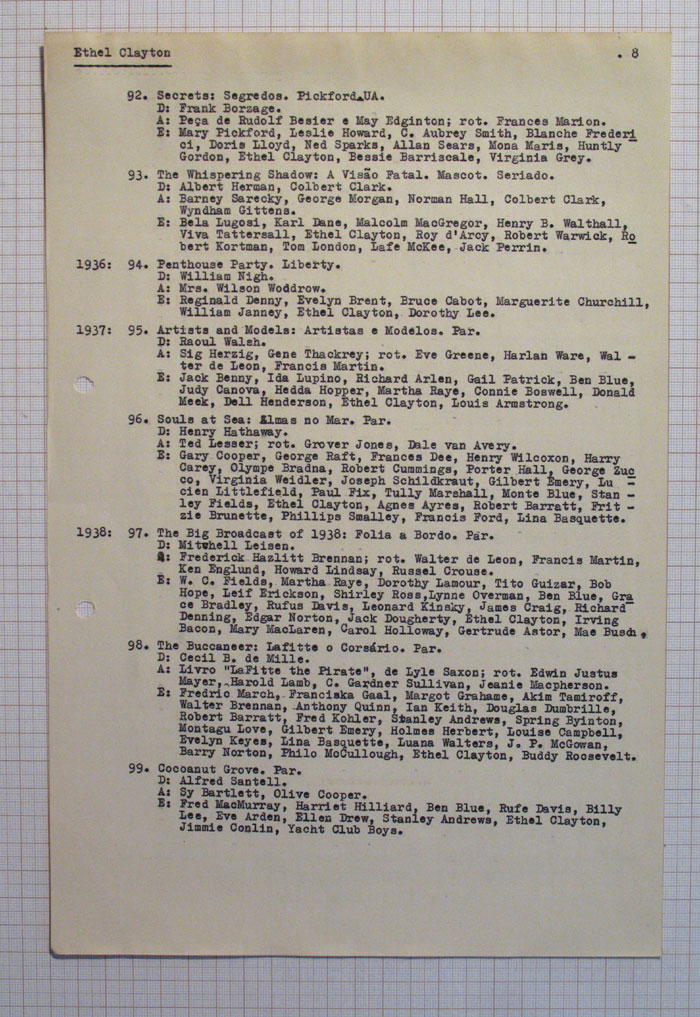 Ethel Clayton . 8
92. Secrets: Segredos. Pickford-UA.
D: Frank Borzage.
A: Peça de Rudolf Besier e May Edginton; rot. Frances Marion.
E: Mary Pickford, Leslie Howard, C. Aubrey Smith, Blanche Frederi
ci, Doris Lloyd, Ned Sparks, Allan Sears, Mona Maris, Huntly
Gordon, Ethel Clayton, Bessie Barriscale, Virginia Grey.
93. The Whispering Shadow: A Visão Fatal. Mascot. Seriado.
D: Albert Herman, Colbert Clark.
A: Barney Sarecky, George Morgan, Norman Hall, Colbert Clark,
Wyndham Gittens.
E: Bela Lugosi, Karl Dane, Malcolm MacGregor, Henry B. Walthall,
Viva Tattersall, Ethel Clayton, Roy d'Arcy, Robert Warwick, Ro
bert Kortman, Tom London, Lafe McKee, Jack Perrin.
1936: 94. Penthouse Party. Liberty.
D: William Nigh.
A: Mrs. Wilson Woddrow.
E: Reginald Denny, Evelyn Brent, Bruce Cabot, Marguerite Churchill,
William Janney, Ethel Clayton, Dorothy Lee.
1937: 95. Artists and Models: Artistas e Modelos. Par.
D: Raoul Walsh.
A: Sig Herzig, Gene Thackrey; rot. Eve Greene, Harlan Ware, Wal -
ter de Leon, Francis Martin.
E: Jack Benny, Ida Lupino, Richard Arlen, Gail Patrick, Ben Blue,
Judy Canova, Hedda Hopper, Martha Raye, Connie Boswell, Donald
Meek, Dell Henderson, Ethel Clayton, Louis Armstrong.
96. Souls at Sea: Almas no Mar. Par.
D: Henry Hathaway.
A: Ted Lesser; rot. Grover Jones, Dale van Avery.
E: Gary Cooper, George Raft, Frances Dee, Henry Wilcoxon, Harry
Carey, Olympe Bradna, Robert Cummings, Porter Hall, George Zuc
co, Virginia Weidler, Joseph Schildkraut, Gilbert Emery, Lu -
cien Littlefield, Paul Fix, Tully Marshall, Monte Blue, Stan -
ley Fields, Ethel Clayton, Agnes Ayres, Robert Barratt, Frit -
zie Brunette, Phillips Smalley, Francis Ford, Lina Basquette.
1938: 97. The Big Broadcast of 1938: Folia a Bordo. Par.
D: Mitwhell Leisen.
A: Frederick Hazlitt Brennan; rot. Walter de Leon, Francis Martin,
Ken Englund, Howard Lindsay, Russel Crouse.
E: W. C. Fields, Martha Raye, Dorothy Lamour, Tito Guizar, Bob
Hope, Leif Erickson, Shirley Ross,Lynne Overman, Ben Blue, Gra
ce Bradley, Rufus Davis, Leonard Kinsky, James Craig, Richard
Denning, Edgar Norton, Jack Dougherty, Ethel Clayton, Irving
Bacon, Mary MacLaren, Carol Holloway, Gertrude Astor, Mae Busch.
98. The Buccaneer: Lafitte o Corsário. Par.
D: Cecil B. de Mille.
A: Livro "LaFitte the Pirate", de Lyle Saxon; rot. Edwin Justus
Mayer, Harold Lamb, C. Gardner Sullivan, Jeanie Macpherson.
E: Fredric March, Franciska Gaal, Margot Grahame, Akim Tamiroff,
Walter Brennan, Anthony Quinn, Ian Keith, Douglas Dumbrille,
Robert Barratt, Fred Kohler, Stanley Andrews, Spring Byinton,
Montagu Love, Gilbert Emery, Holmes Herbert, Louise Campbell,
Evelyn Keyes, Lina Basquette, Luana Walters, J. P. McGowan,
Barry Norton, Philo McCullough, Ethel Clayton, Buddy Roosevelt.
99. Cocoanut Grove. Par.
D: Alfred Santell.
A: Sy Bartlett, Olive Cooper.
E: Fred MacMurray, Harriet Hilliard, Ben Blue, Rufe Davis, Billy
Lee, Eve Arden, Ellen Drew, Stanley Andrews, Ethel Clayton,
Jimmie Conlin, Yacht Club Boys.